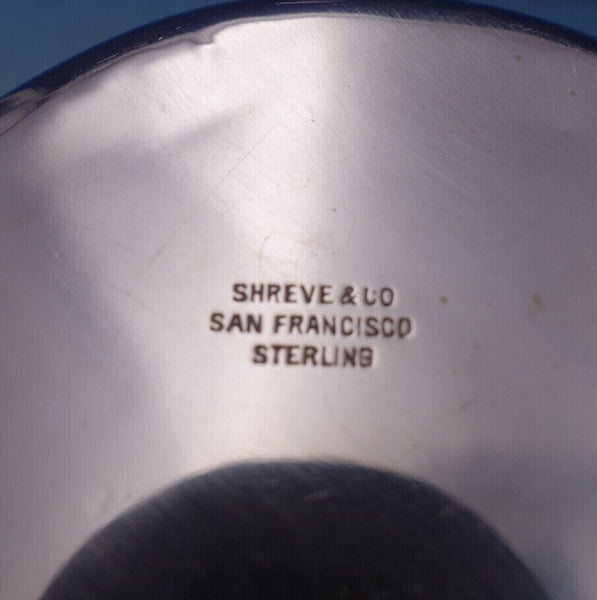 SHREVE & CO
SAN FRANCISCO
STERLING